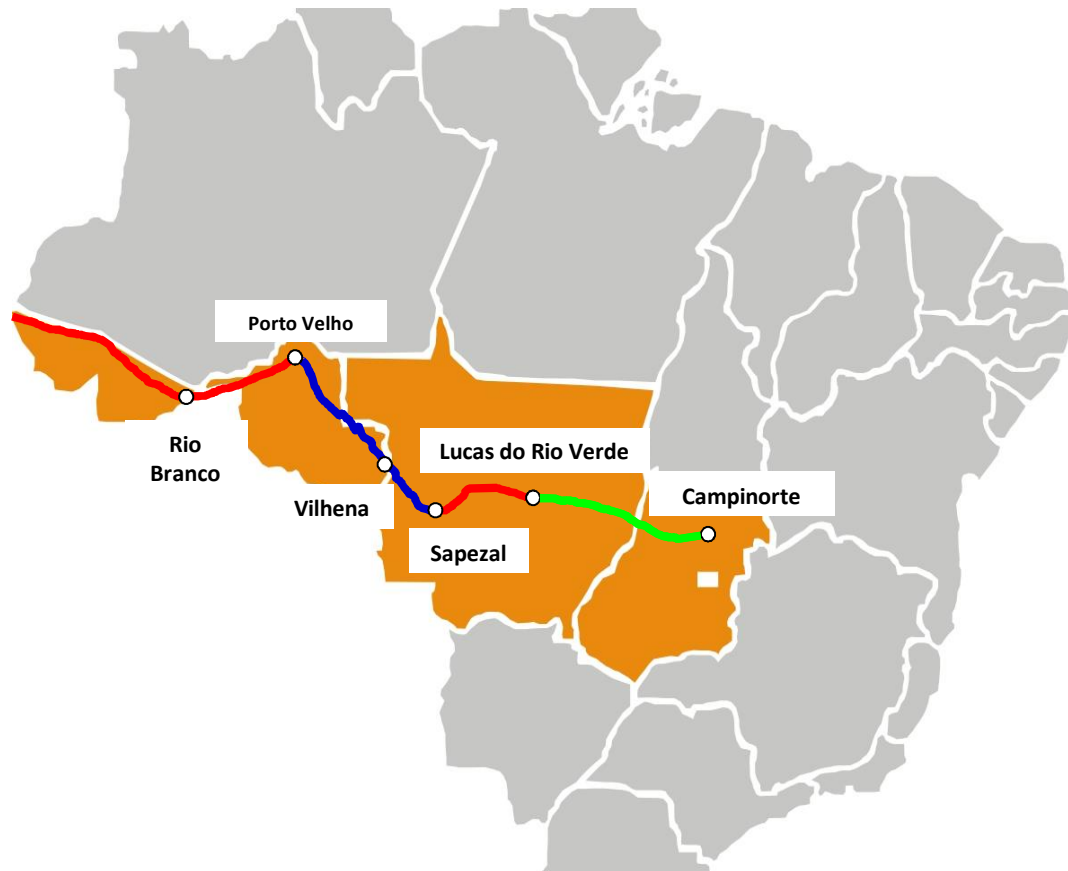 Porto Velho
Rio
Branco
Lucas do Rio Verde
Vilhena
Campinorte
Sapezal